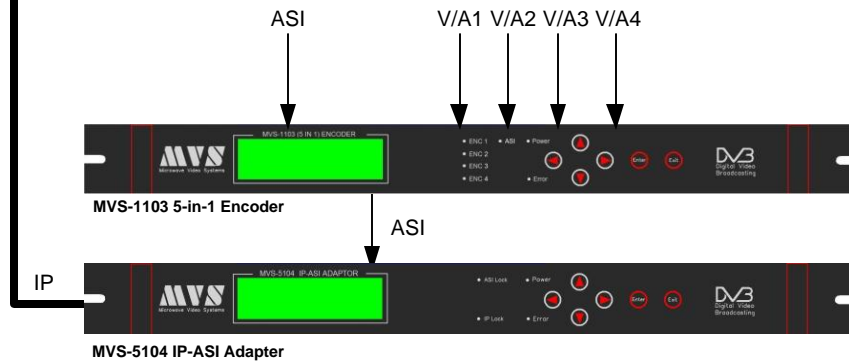 ASI V/A1 V/A2 V/A3 V/A4
MVS-1103 (5 IN 1) ENCODER
MVS
Microwave Video Systems
ENC 1 ASI Power
ENC 2
ENC 3
ENC 4 Error
Enter Exit
DVB
Digital Video
Broadcasting
MVS-1103 5-in-1 Encoder
ASI
IP
MVS-5104 IP-ASI ADAPTOR
MVS
Microwave Video Systems
ASI Lock Power
IP Lock Error
Enter Exit
DVB
Digital Video
Broadcasting
MVS-5104 IP-ASI Adapter